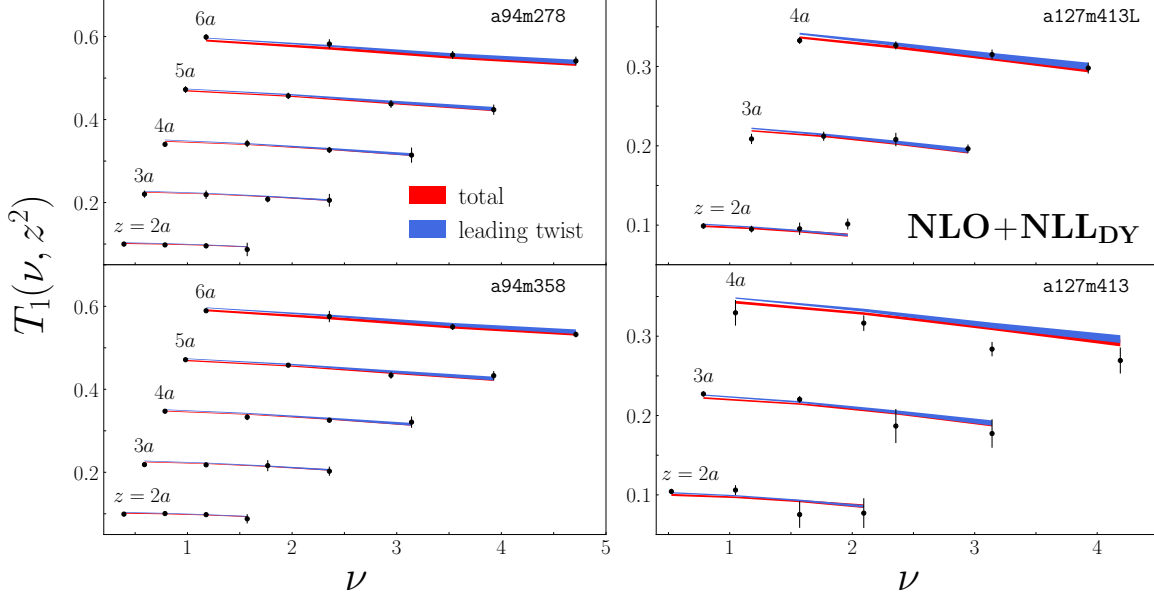 T₁(ν, z²)
a94m278
0.6
0.4
0.2
6a
5a
4a
3a
z = 2a
total
leading twist
a127m413L
0.3
0.2
0.1
4a
3a
z = 2a
NLO+NLL_DY
a94m358
0.6
0.4
0.2
6a
5a
4a
3a
z = 2a
1 2 3 4 5
ν
a127m413
0.3
0.2
0.1
4a
3a
z = 2a
1 2 3 4
ν